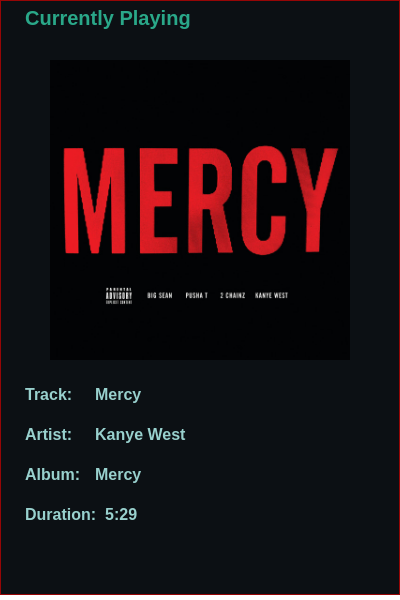 Currently Playing
MERCY
PARENTAL
ADVISORY
EXPLICIT CONTENT
BIG SEAN PUSHA T 2 CHAINZ KANYE WEST
Track: Mercy
Artist: Kanye West
Album: Mercy
Duration: 5:29